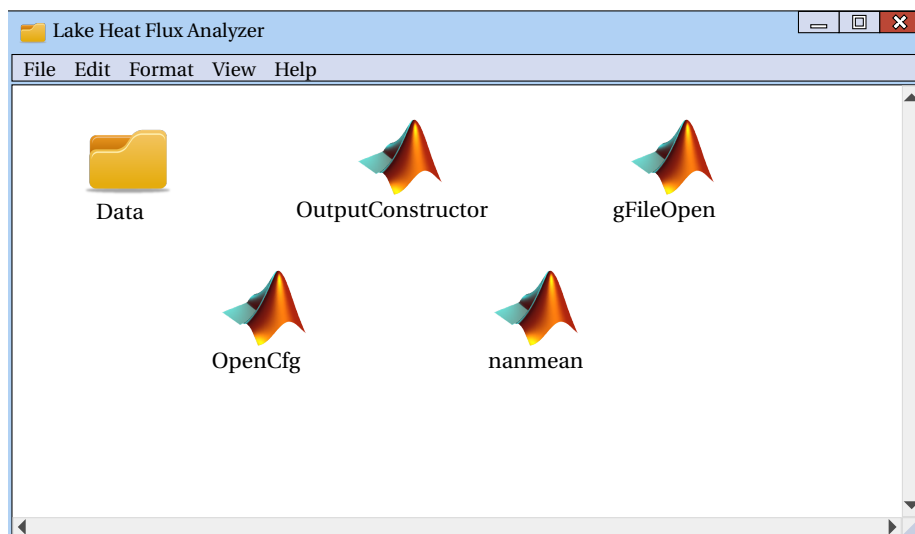 Lake Heat Flux Analyzer
File Edit Format View Help
Data OutputConstructor gFileOpen
OpenCfg nanmean